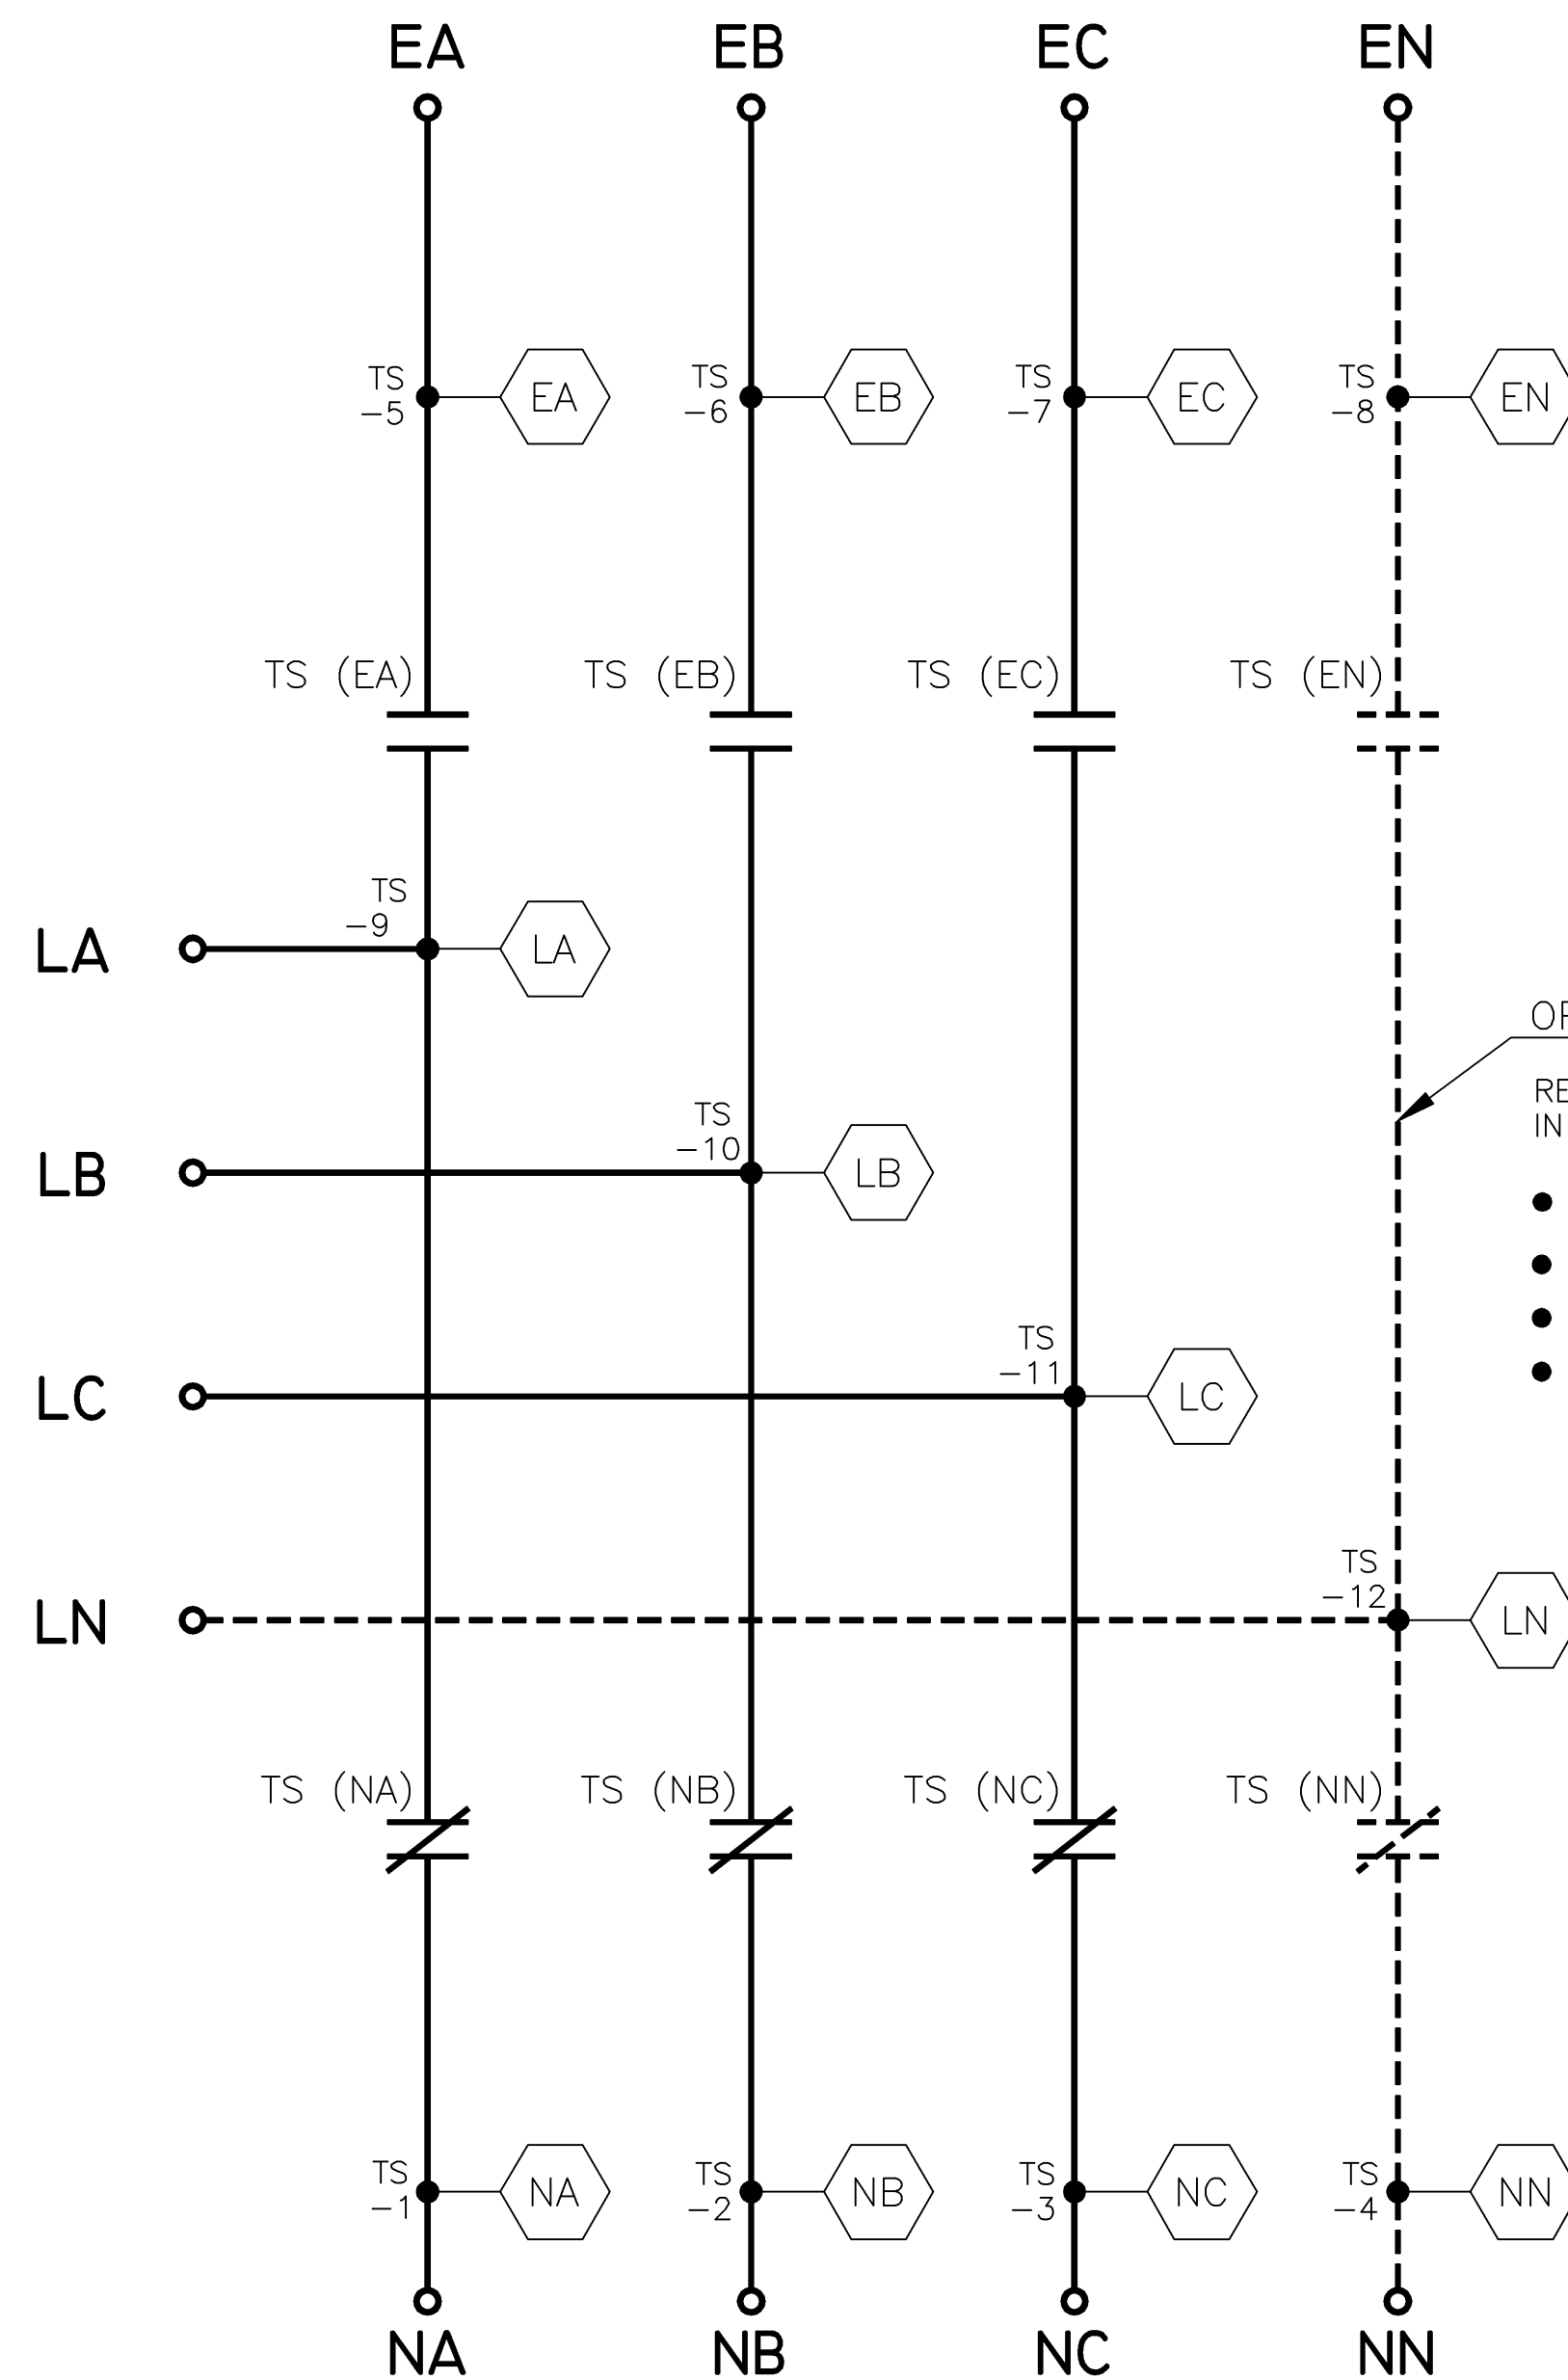 EA EB EC EN
TS TS TS TS
-5 -6 -7 -8
EA EB EC EN
TS (EA) TS (EB) TS (EC) TS (EN)
TS
-9
LA LA
IN
TS
-10
LB LB
TS
-11
LC LC
TS
-12
LN LN
TS (NA) TS (NB) TS (NC) TS (NN)
TS TS TS TS
-1 -2 -3 -4
NA NB NC NN
NA NB NC NN